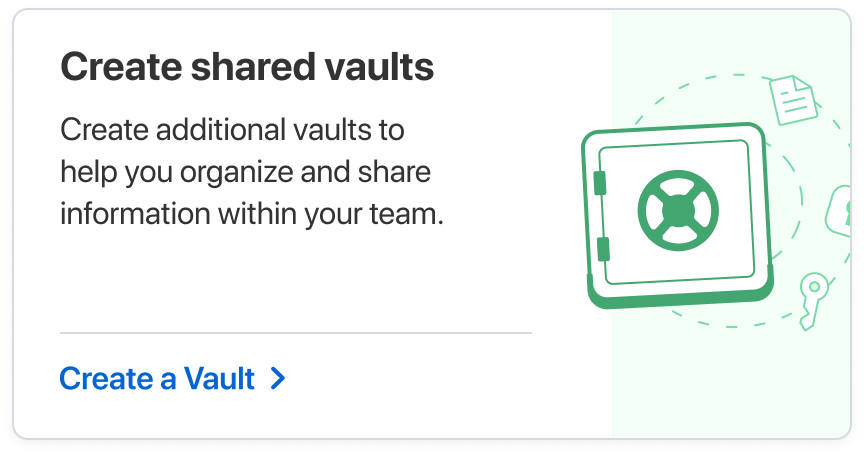 Create shared vaults
Create additional vaults to
help you organize and share
information within your team.
Create a Vault